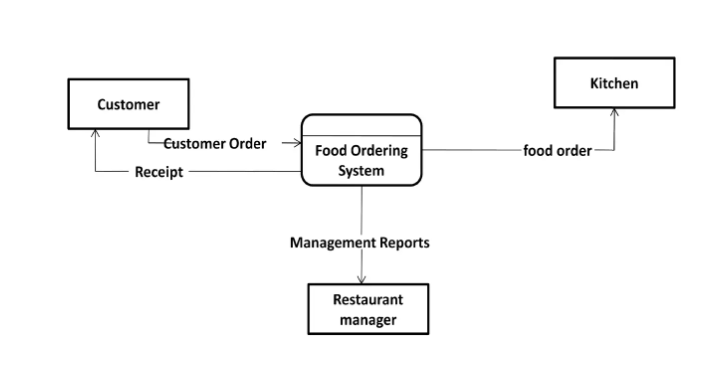 Kitchen
Customer
Customer Order
Food Ordering
System
food order
Receipt
Management Reports
Restaurant
manager